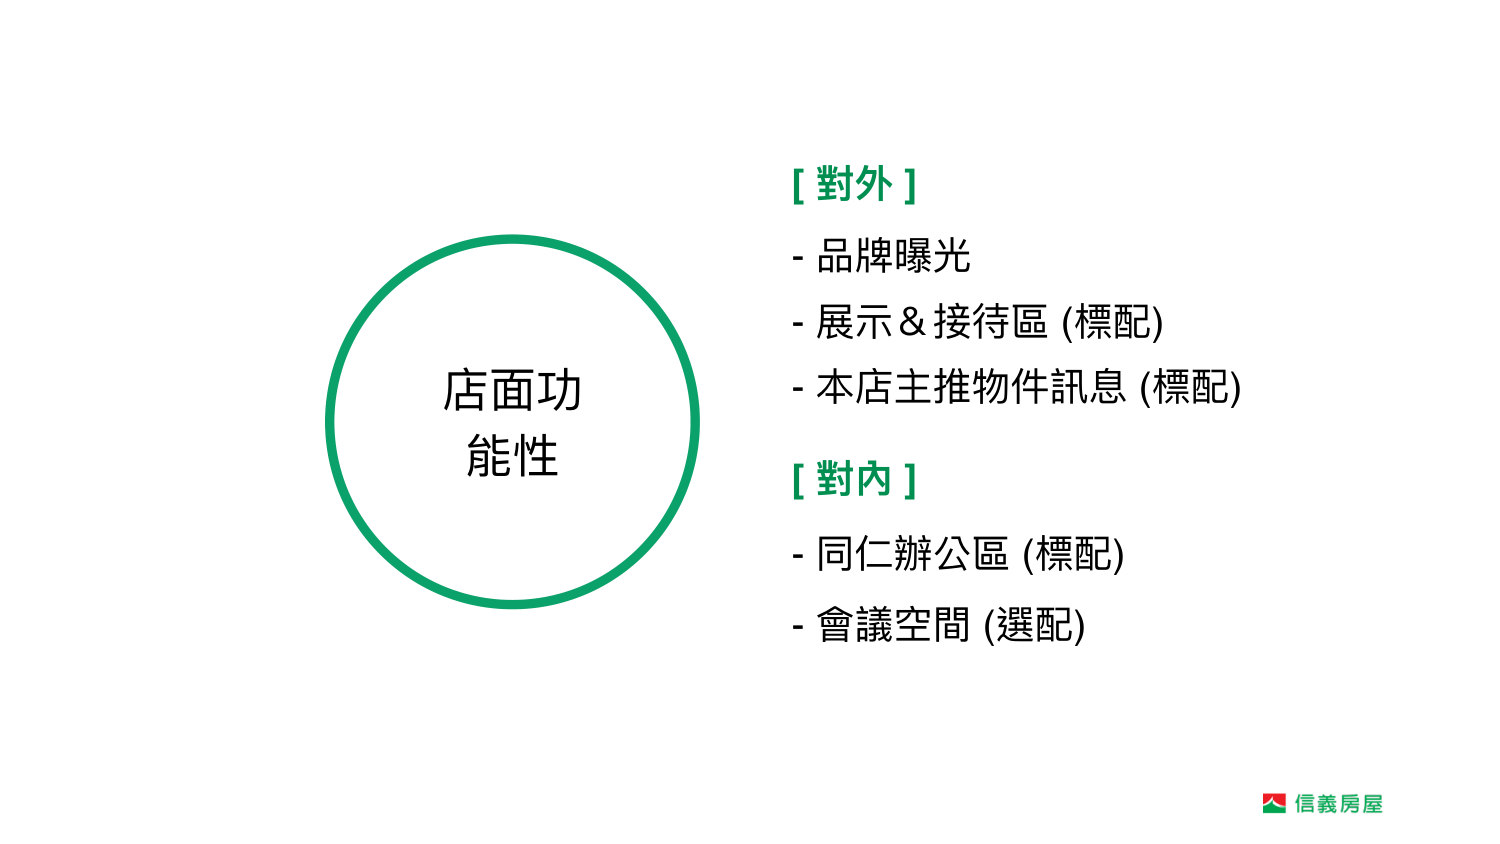 店面功
能性
[ 對外 ]
- 品牌曝光
- 展示＆接待區 (標配)
- 本店主推物件訊息 (標配)
[ 對內 ]
- 同仁辦公區 (標配)
- 會議空間 (選配)
信義房屋